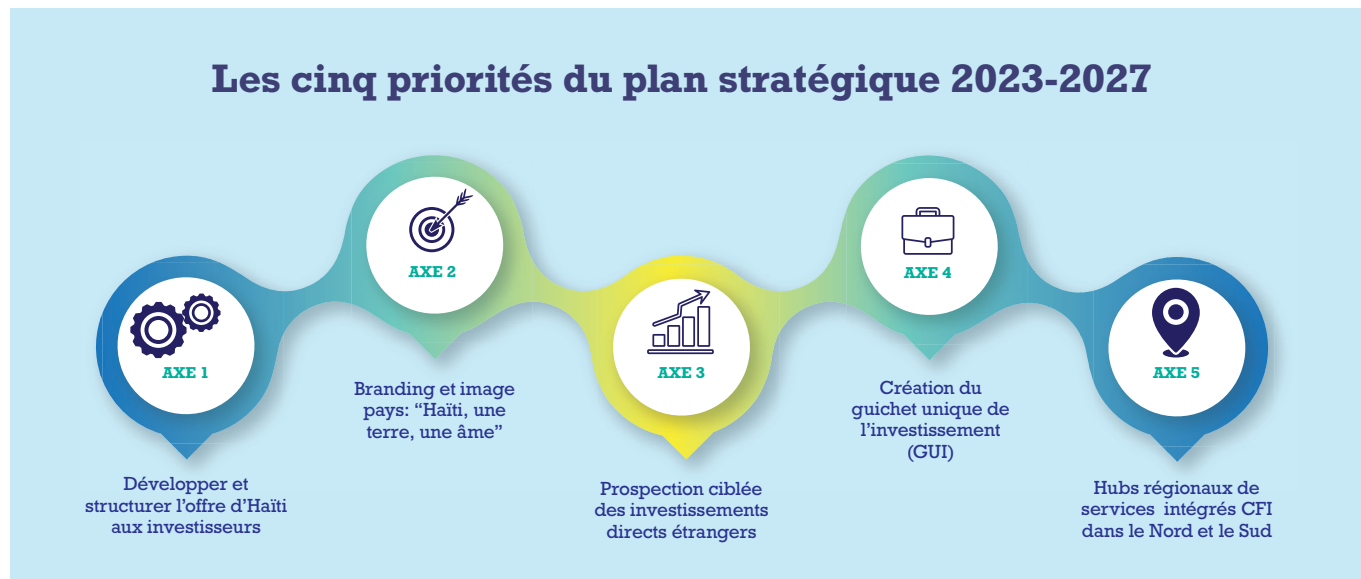 Les cinq priorités du plan stratégique 2023-2027
AXE 1
Développer et
structurer l’offre d’Haïti
aux investisseurs
AXE 2
Branding et image
pays: “Haïti, une
terre, une âme”
AXE 3
Prospection ciblée
des investissements
directs étrangers
AXE 4
Création du
guichet unique de
l’investissement
(GUI)
AXE 5
Hubs régionaux de
services intégrés CFI
dans le Nord et le Sud